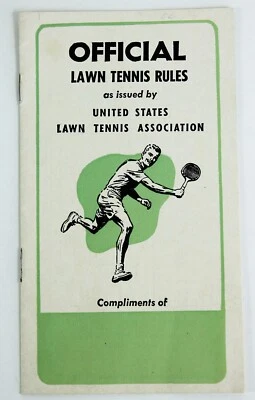 OFFICIAL
LAWN TENNIS RULES
as issued by
UNITED STATES
LAWN TENNIS ASSOCIATION
Compliments of